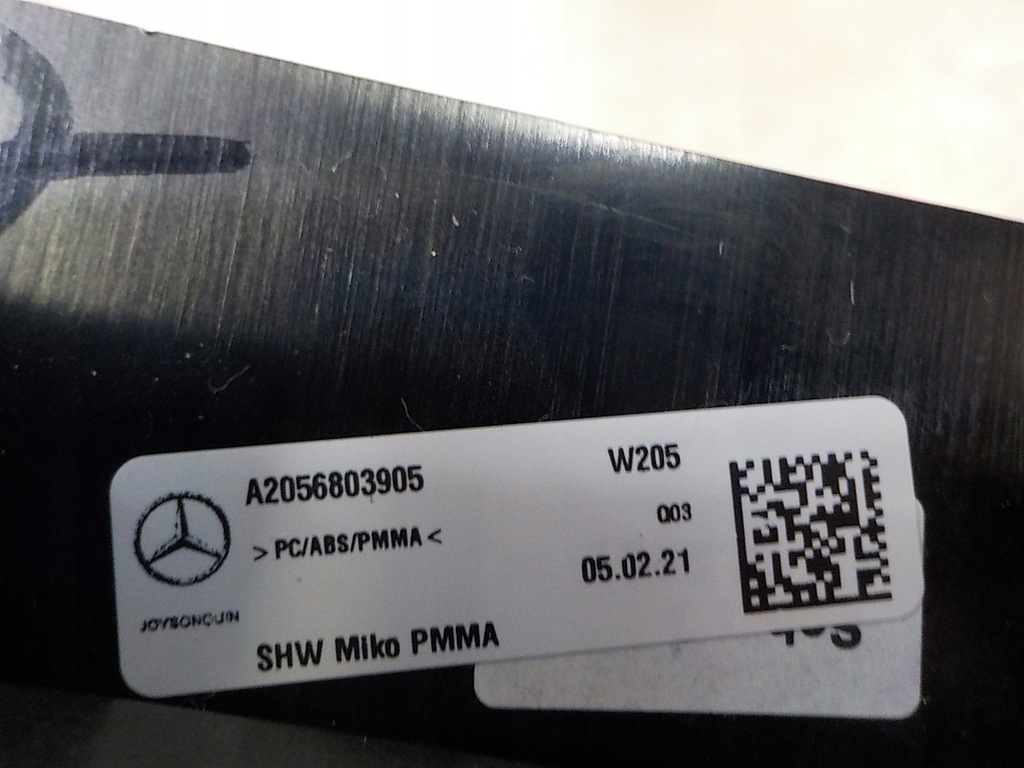 A2056803905
W205
>PC/ABS/PMMA<
Q03
05.02.21
JOYSONQUIN
SHW Miko PMMA